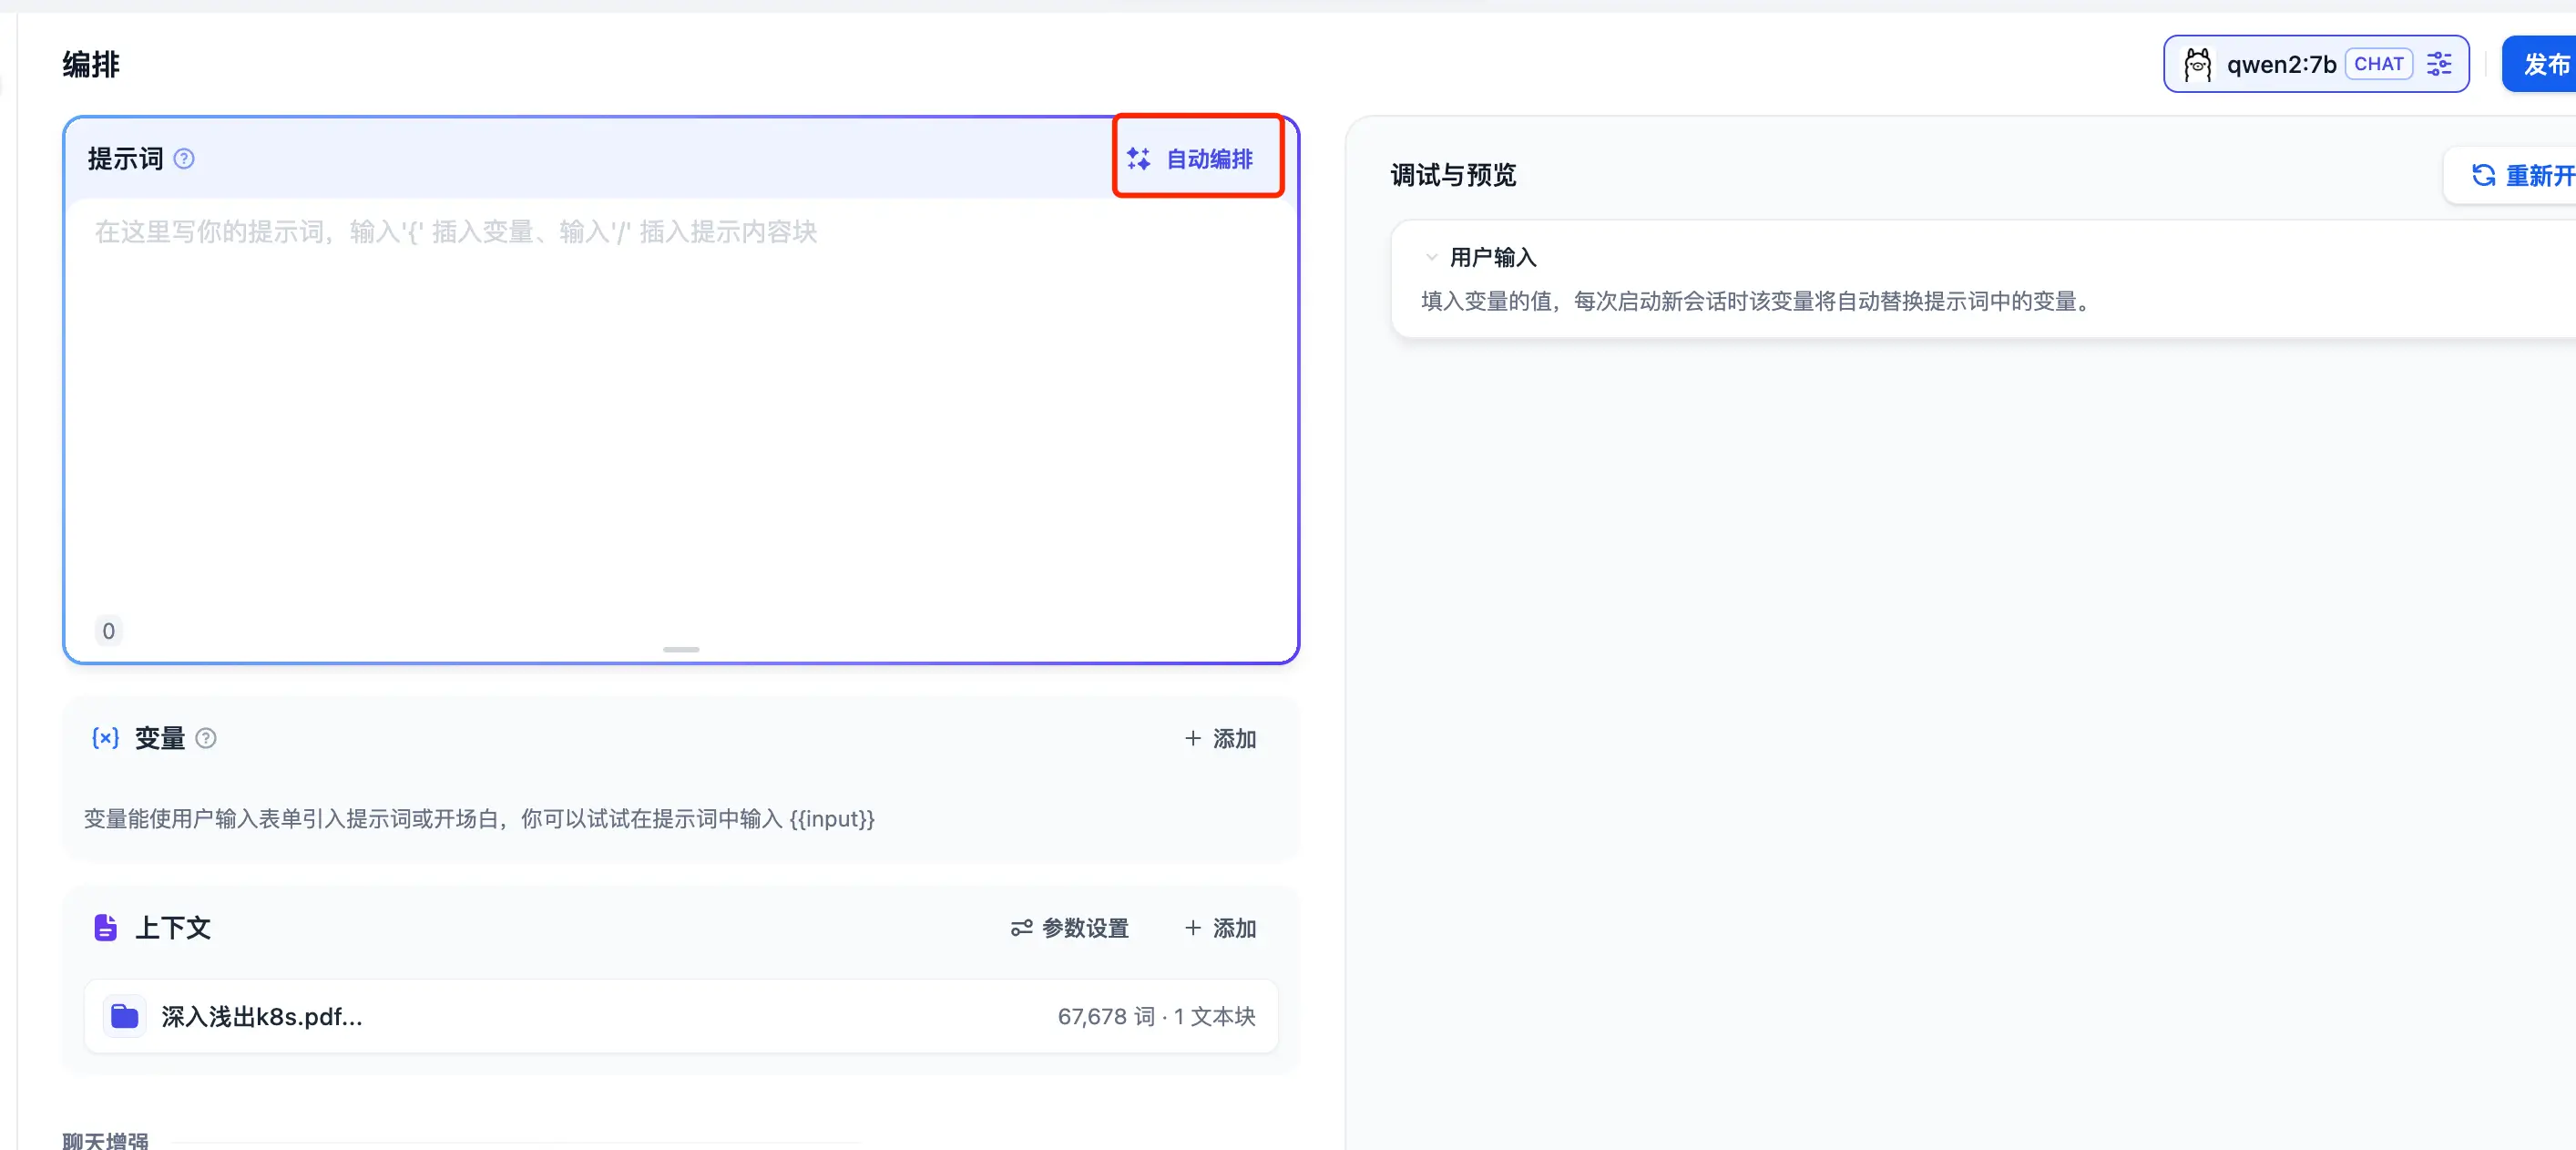 编排
qwen2:7b CHAT
发布
提示词
自动编排
在这里写你的提示词，输入'{' 插入变量、输入'/' 插入提示内容块
0
变量
+ 添加
变量能使用户输入表单引入提示词或开场白，你可以试试在提示词中输入 {{input}}
上下文
参数设置
+ 添加
深入浅出k8s.pdf...
67,678 词 · 1 文本块
聊天增强
调试与预览
重新开
用户输入
填入变量的值，每次启动新会话时该变量将自动替换提示词中的变量。